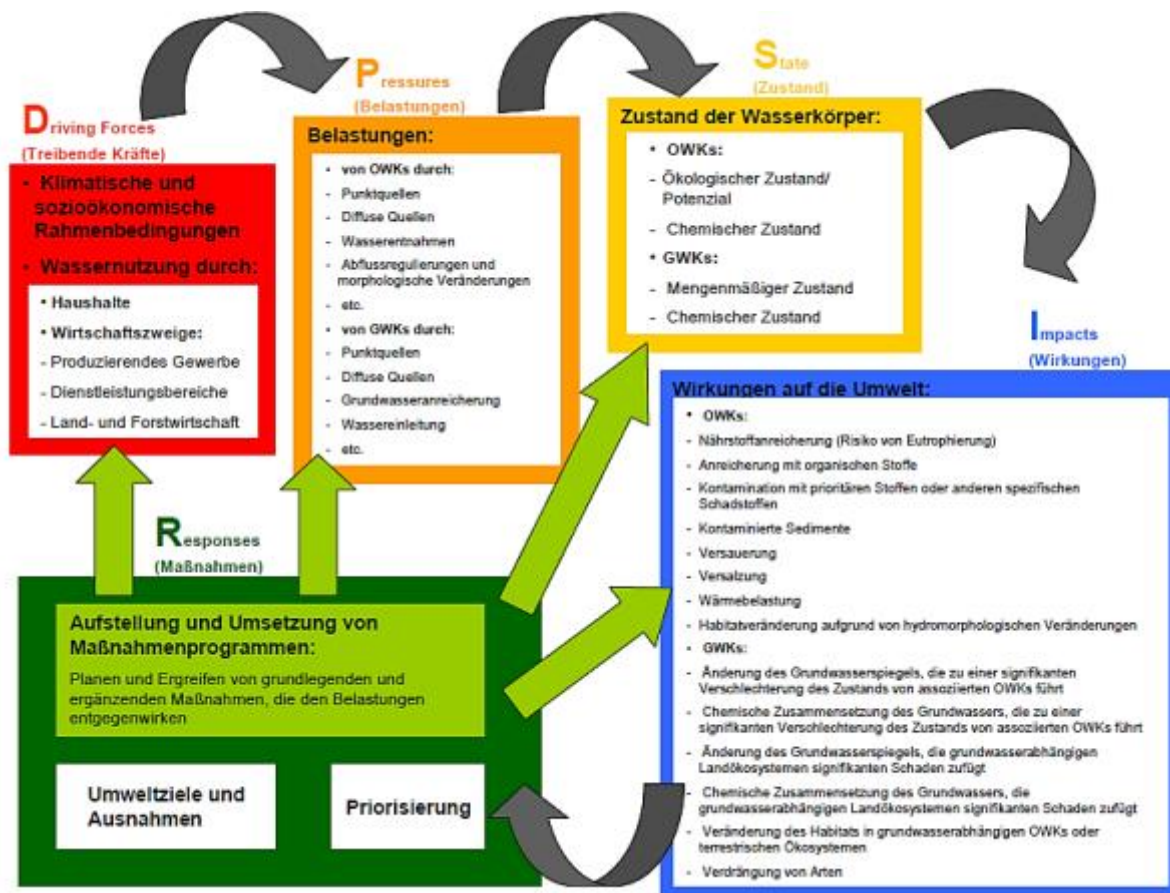 Driving Forces
(Treibende Kräfte)
• Klimatische und
sozioökonomische
Rahmenbedingungen
• Wassernutzung durch:
• Haushalte
• Wirtschaftszweige:
- Produzierendes Gewerbe
- Dienstleistungsbereiche
- Land- und Forstwirtschaft
Pressures
(Belastungen)
Belastungen:
• von OWKs durch:
- Punktquellen
- Diffuse Quellen
- Wasserentnahmen
- Abflussregulierungen und
morphologische Veränderungen
- etc.
• von GWKs durch:
- Punktquellen
- Diffuse Quellen
- Grundwasseranreicherung
- Wassereinleitung
- etc.
State
(Zustand)
Zustand der Wasserkörper:
• OWKs:
- Ökologischer Zustand/
Potenzial
- Chemischer Zustand
• GWKs:
- Mengenmäßiger Zustand
- Chemischer Zustand
Impacts
(Wirkungen)
Wirkungen auf die Umwelt:
• OWKs:
- Nährstoffanreicherung (Risiko von Eutrophierung)
- Anreicherung mit organischen Stoffe
- Kontamination mit prioritären Stoffen oder anderen spezifischen
Schadstoffen
- Kontaminierte Sedimente
- Versauerung
- Versalzung
- Wärmebelastung
- Habitatveränderung aufgrund von hydromorphologischen Veränderungen
• GWKs:
- Änderung des Grundwasserspiegels, die zu einer signifikanten
Verschlechterung des Zustands von assoziierten OWKs führt
- Chemische Zusammensetzung des Grundwassers, die zu einer
signifikanten Verschlechterung des Zustands von assoziierten OWKs führt
- Änderung des Grundwasserspiegels, die grundwasserabhängigen
Landökosystemen signifikanten Schaden zufügt
- Chemische Zusammensetzung des Grundwassers, die
grundwasserabhängigen Landökosystemen signifikanten Schaden zufügt
- Veränderung des Habitats in grundwasserabhängigen OWKs oder
terrestrischen Ökosystemen
- Verdrängung von Arten
Responses
(Maßnahmen)
Aufstellung und Umsetzung von
Maßnahmenprogrammen:
Planen und Ergreifen von grundlegenden und
ergänzenden Maßnahmen, die den Belastungen
entgegenwirken
Umweltziele und
Ausnahmen
Priorisierung